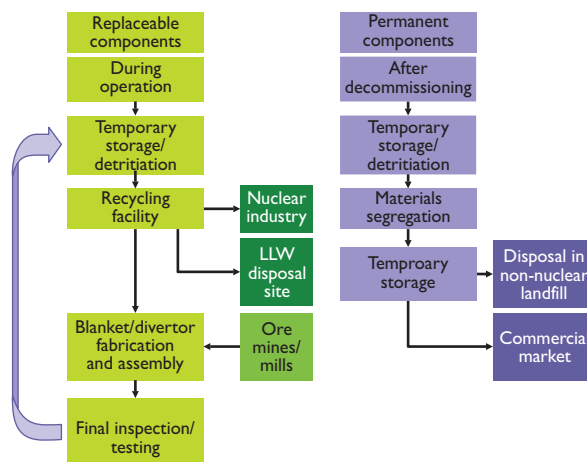 Replaceable
components
During
operation
Temporary
storage/
detritiation
Recycling
facility
Nuclear
industry
LLW
disposal
site
Blanket/divertor
fabrication
and assembly
Ore
mines/
mills
Final inspection/
testing
Permanent
components
After
decommissioning
Temporary
storage/
detritiation
Materials
segregation
Temproary
storage
Disposal in
non-nuclear
landfill
Commercial
market